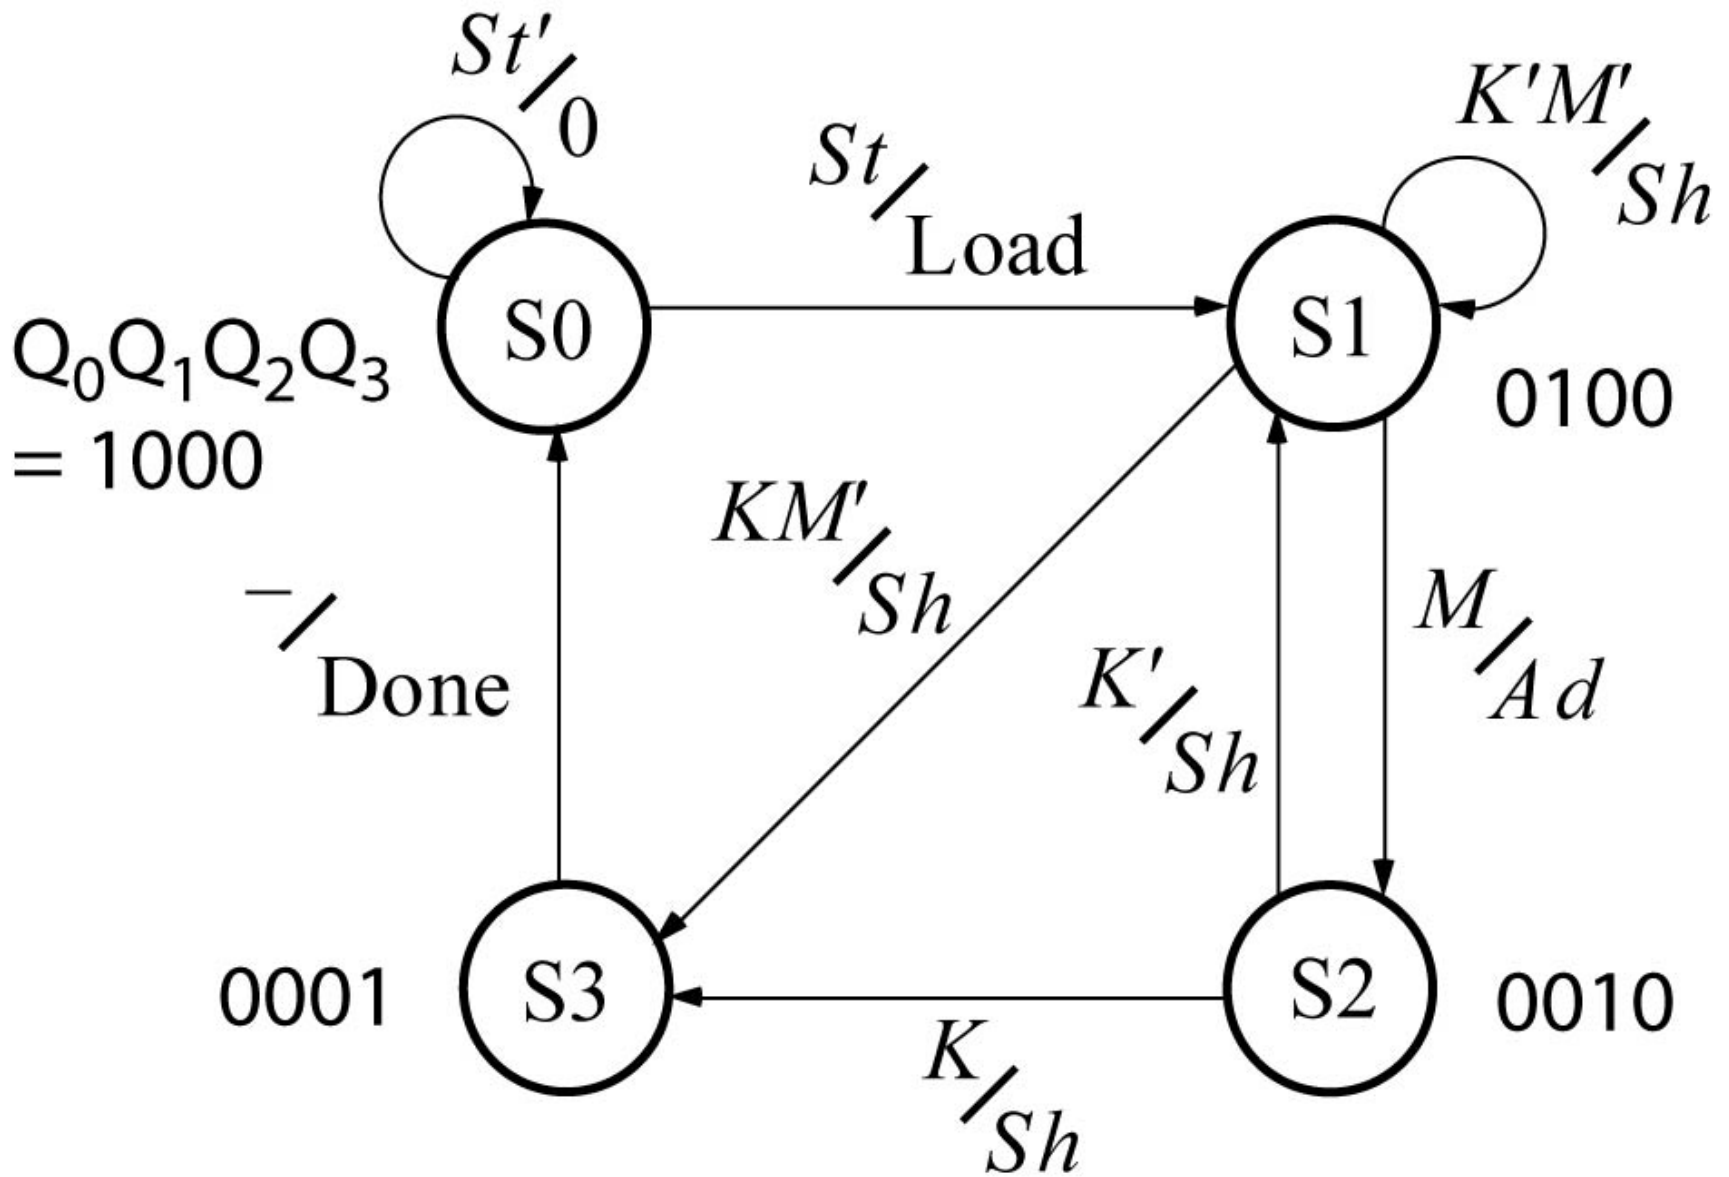 St'/0
K'M'/Sh
St/Load
S0
S1
Q₀Q₁Q₂Q₃
= 1000
0100
KM'/Sh
–/Done
K'/Sh
M/Ad
S3
S2
0001
0010
K/Sh